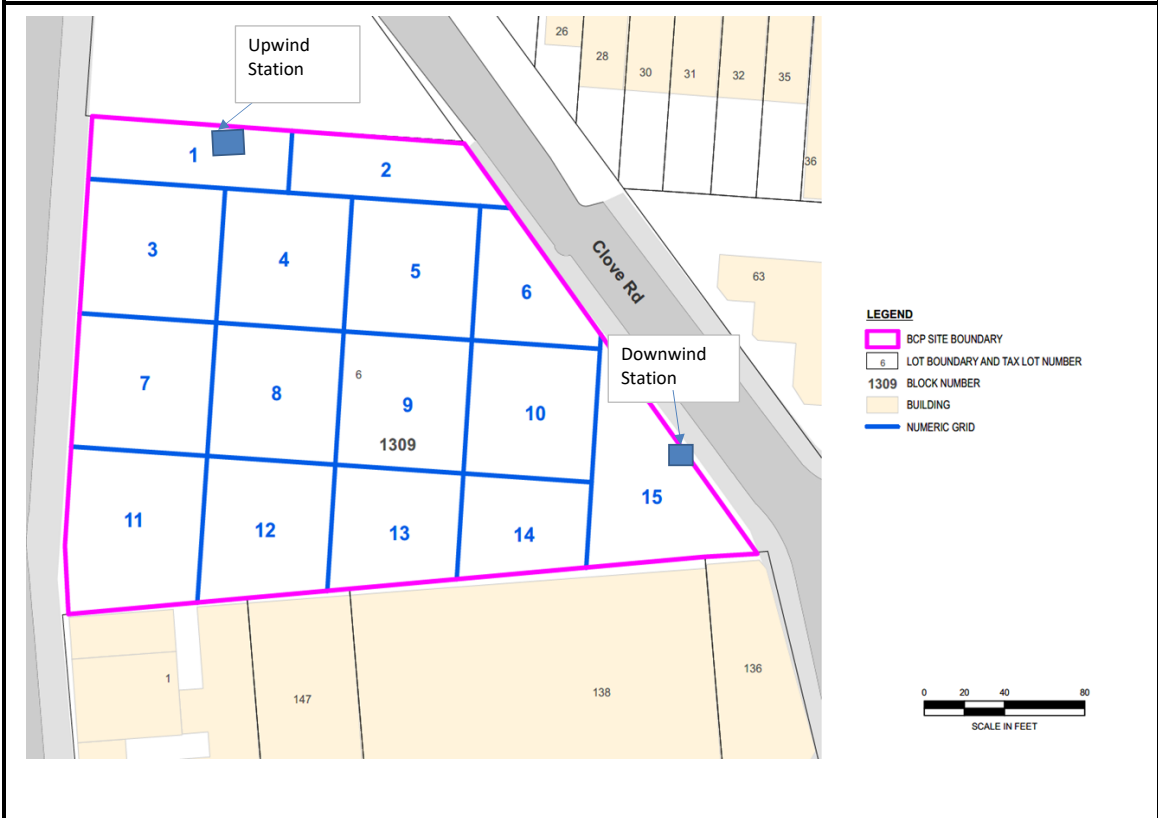 Upwind
Station
26
28
30
31
32
35
36
1
2
3
4
5
6
Clove Rd
63
Downwind
Station
7
8
6
9
10
1309
15
11
12
13
14
1
147
138
136
LEGEND
BCP SITE BOUNDARY
6 LOT BOUNDARY AND TAX LOT NUMBER
1309 BLOCK NUMBER
BUILDING
NUMERIC GRID
0 20 40 80
SCALE IN FEET